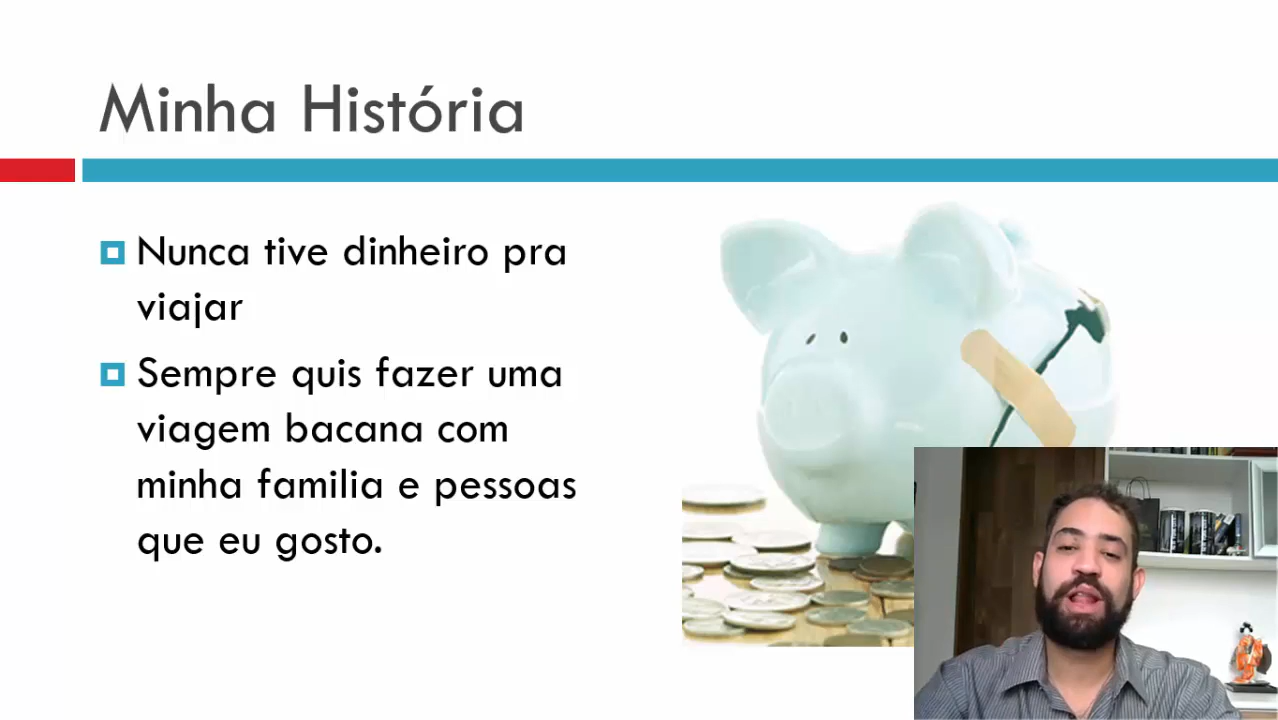 Minha História
Nunca tive dinheiro pra
viajar
Sempre quis fazer uma
viagem bacana com
minha familia e pessoas
que eu gosto.